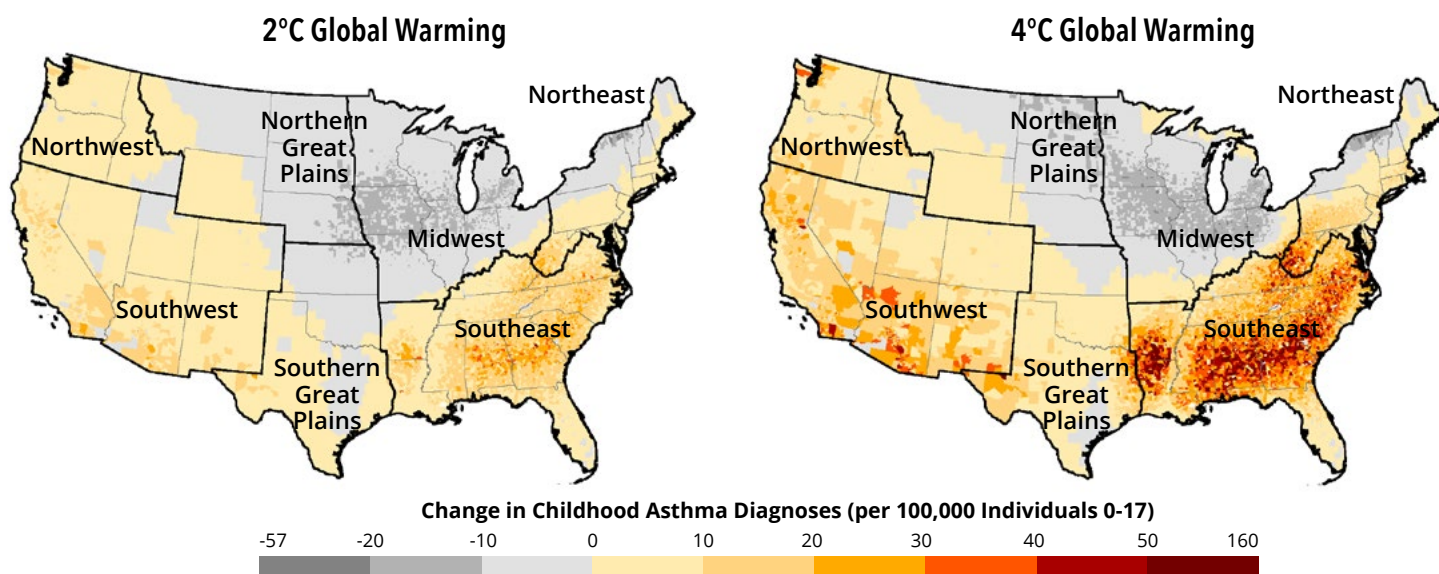 2°C Global Warming
4°C Global Warming
Northeast
Northern
Great
Plains
Northwest
Midwest
Southwest
Southeast
Southern
Great
Plains
Northeast
Northern
Great
Plains
Northwest
Midwest
Southwest
Southeast
Southern
Great
Plains
Change in Childhood Asthma Diagnoses (per 100,000 Individuals 0-17)
-57 -20 -10 0 10 20 30 40 50 160